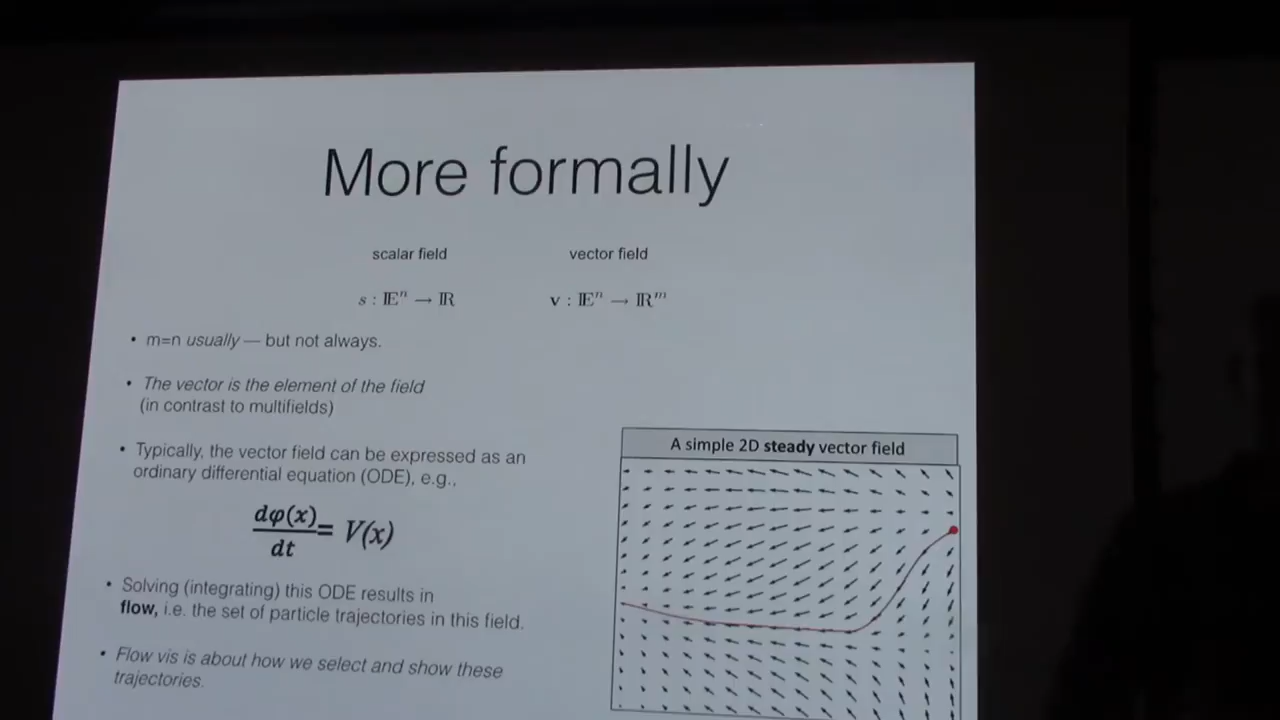 More formally
scalar field
vector field
s : 𝔼ⁿ → ℝ
v : 𝔼ⁿ → ℝᵐ
• m=n usually — but not always.
• The vector is the element of the field
(in contrast to multifields)
• Typically, the vector field can be expressed as an
ordinary differential equation (ODE), e.g.,
dφ(x)/dt = V(x)
• Solving (integrating) this ODE results in
flow, i.e. the set of particle trajectories in this field.
• Flow vis is about how we select and show these
trajectories.
A simple 2D steady vector field